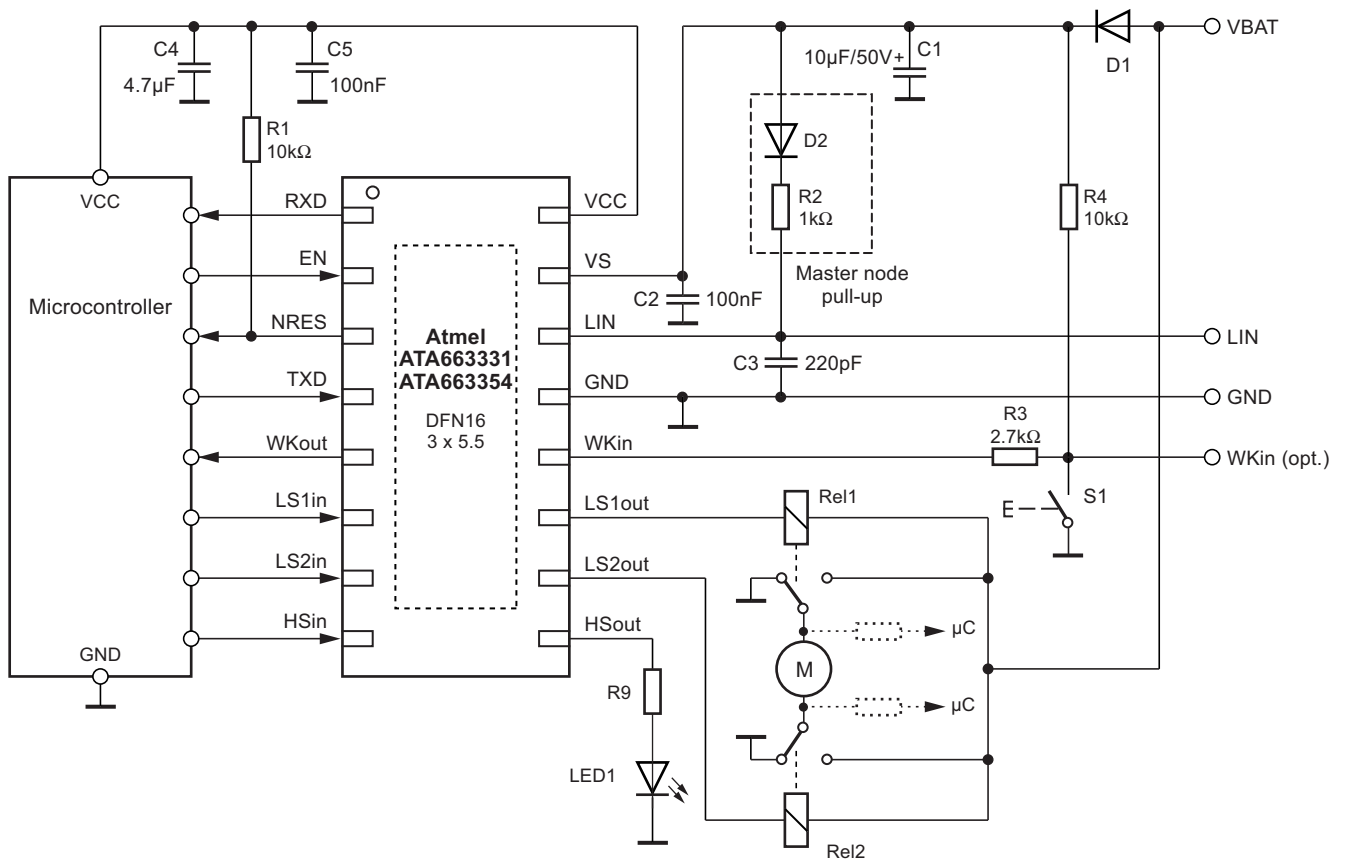 VBAT
C4
4.7µF
C5
100nF
10µF/50V
+
C1
D1
R1
10kΩ
D2
R2
1kΩ
R4
10kΩ
Master node
pull-up
VCC
Microcontroller
GND
RXD
EN
NRES
TXD
WKout
LS1in
LS2in
HSin
Atmel
ATA663331
ATA663354
DFN16
3 x 5.5
VCC
VS
C2
100nF
LIN
LIN
C3
220pF
GND
GND
R3
2.7kΩ
WKin
WKin (opt.)
LS1out
Rel1
S1
E
LS2out
HSout
µC
M
R9
µC
LED1
Rel2